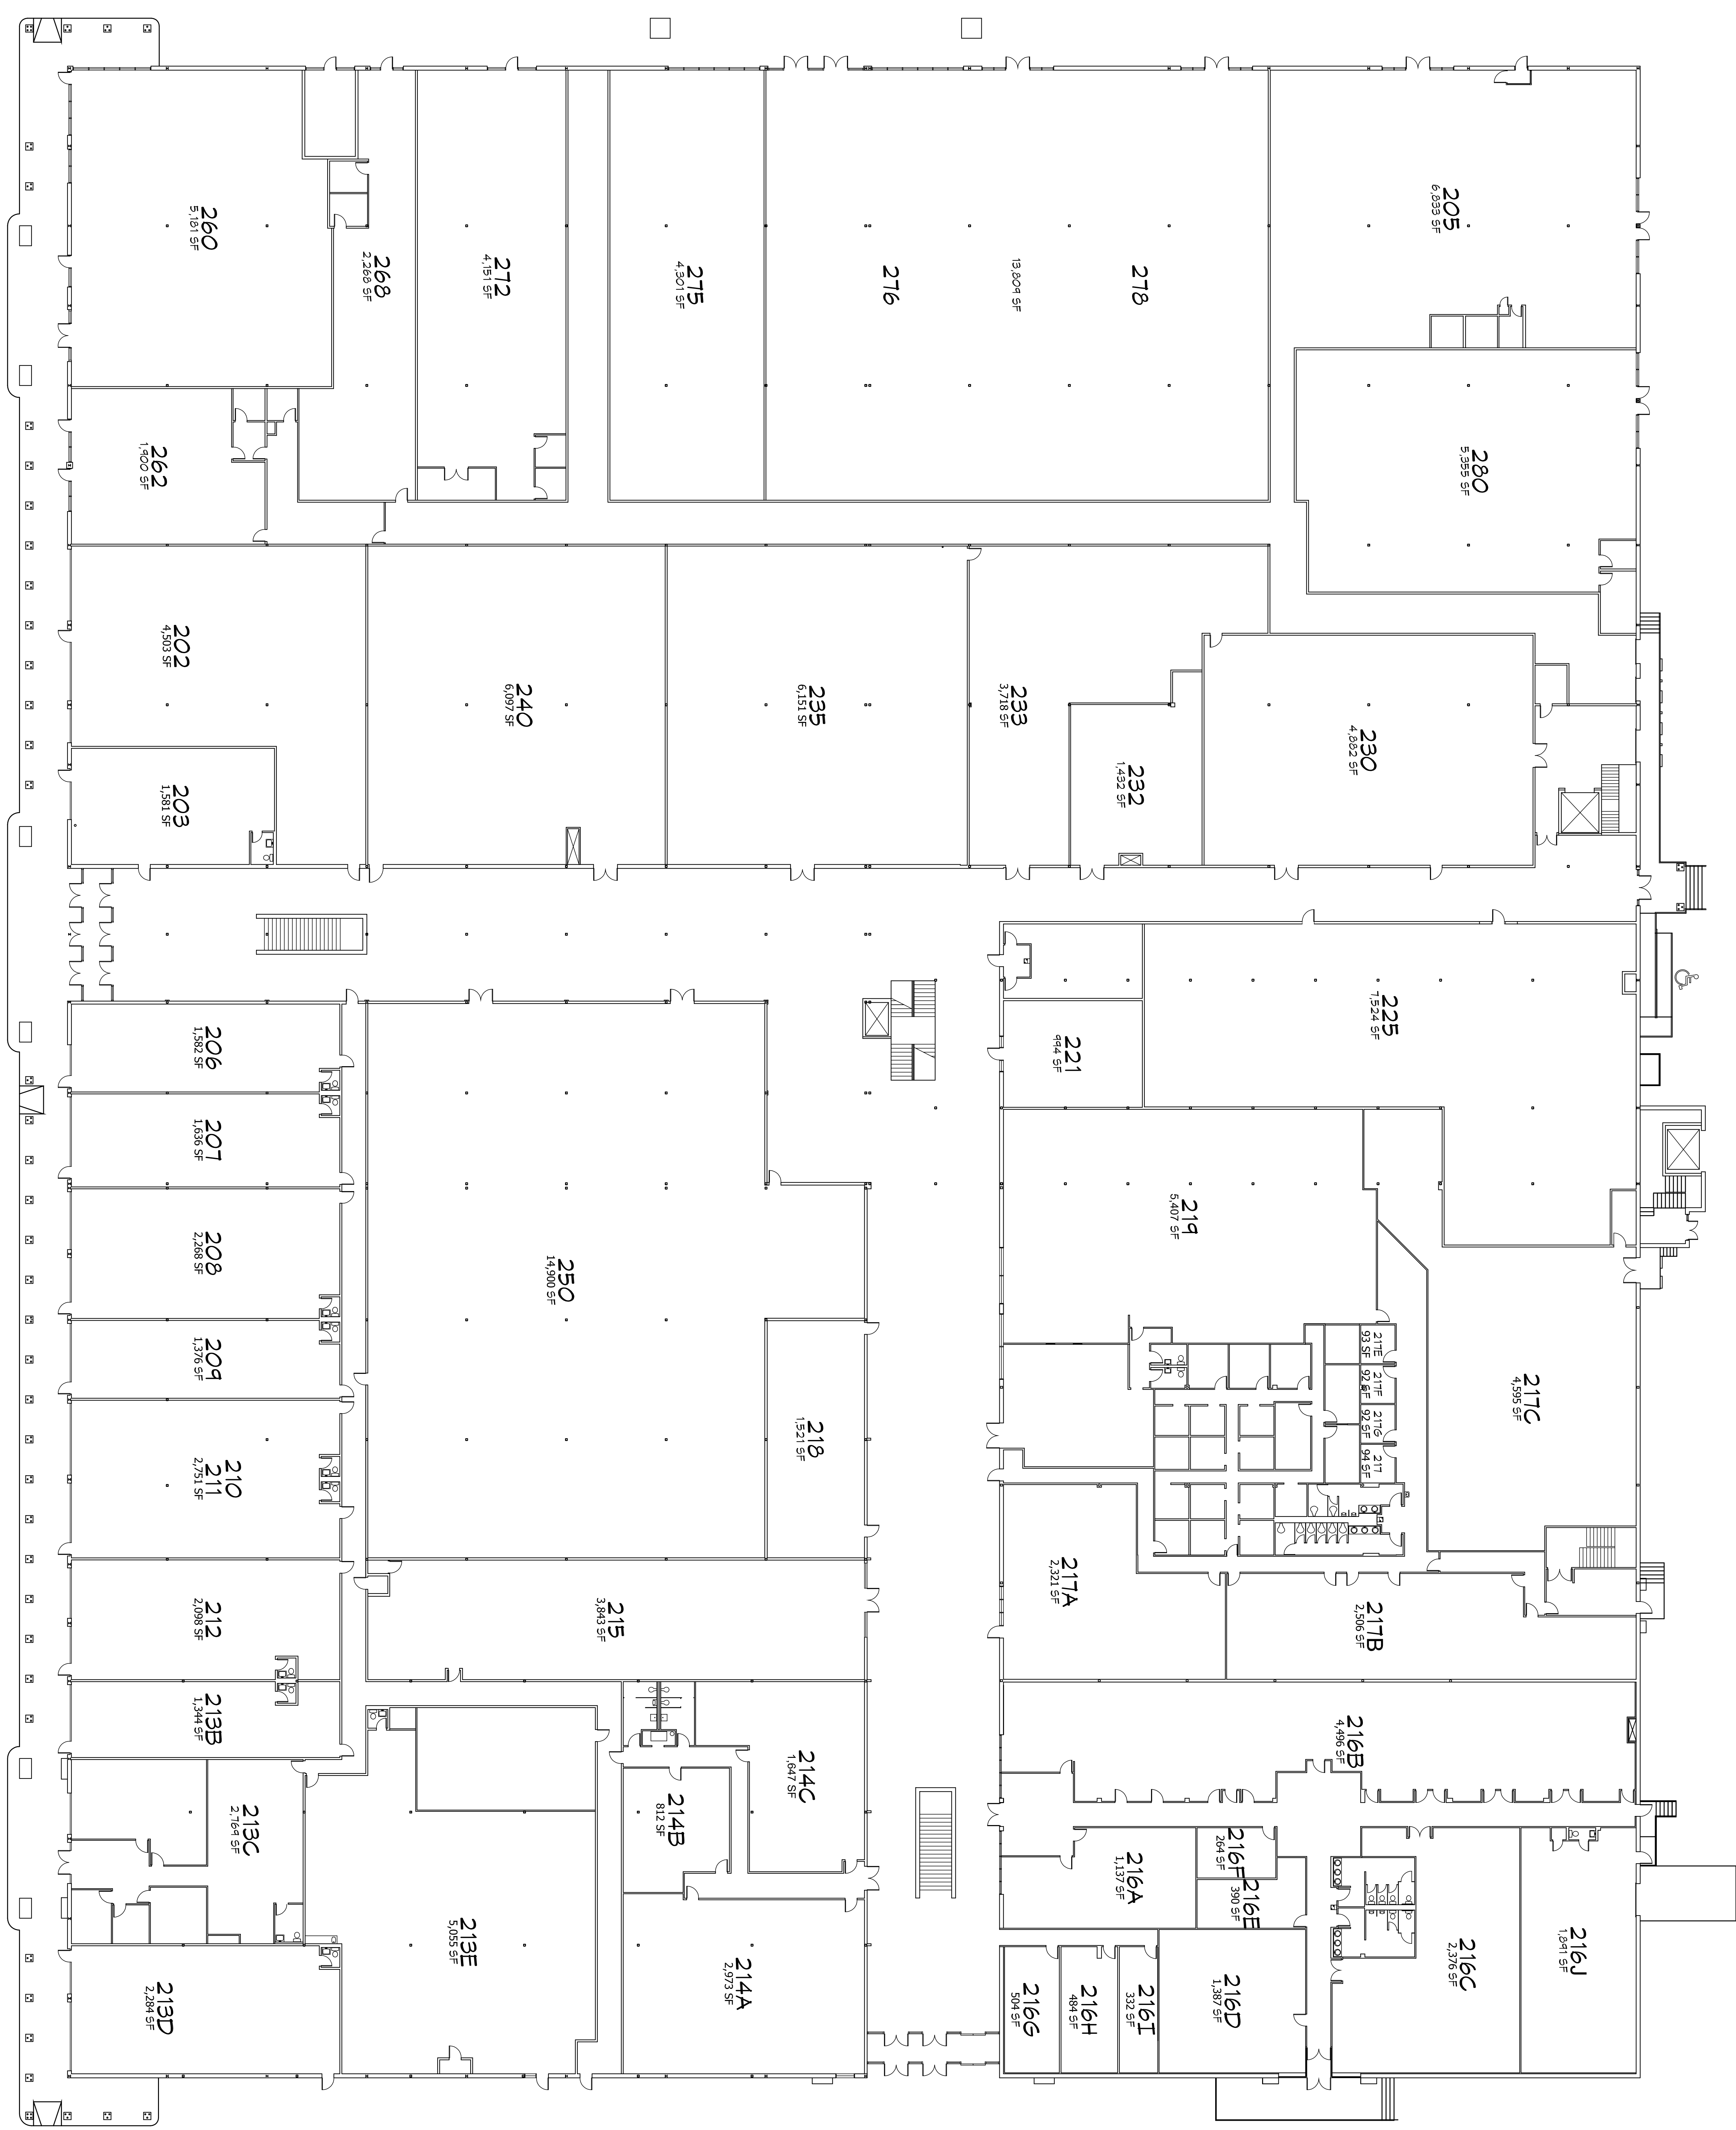 260
5,181 SF
268
2,268 SF
272
4,151 SF
275
4,301 SF
276
13,809 SF
278
205
6,833 SF
262
1,900 SF
280
5,355 SF
202
4,503 SF
240
6,097 SF
235
6,151 SF
233
3,718 SF
232
1,432 SF
230
4,882 SF
203
1,581 SF
206
1,582 SF
207
1,636 SF
208
2,268 SF
209
1,376 SF
210
211
2,751 SF
212
2,098 SF
213B
1,344 SF
213C
2,769 SF
213D
2,284 SF
213E
5,055 SF
250
14,900 SF
218
1,521 SF
215
3,843 SF
214C
1,647 SF
214B
812 SF
214A
2,973 SF
225
7,524 SF
221
994 SF
219
5,407 SF
217E
93 SF
217F
92 SF
217G
92 SF
217
94 SF
217C
4,595 SF
217A
2,321 SF
217B
2,506 SF
216B
4,496 SF
216A
1,137 SF
216F
264 SF
216E
390 SF
216G
504 SF
216H
484 SF
216I
332 SF
216D
1,387 SF
216C
2,376 SF
216J
1,891 SF